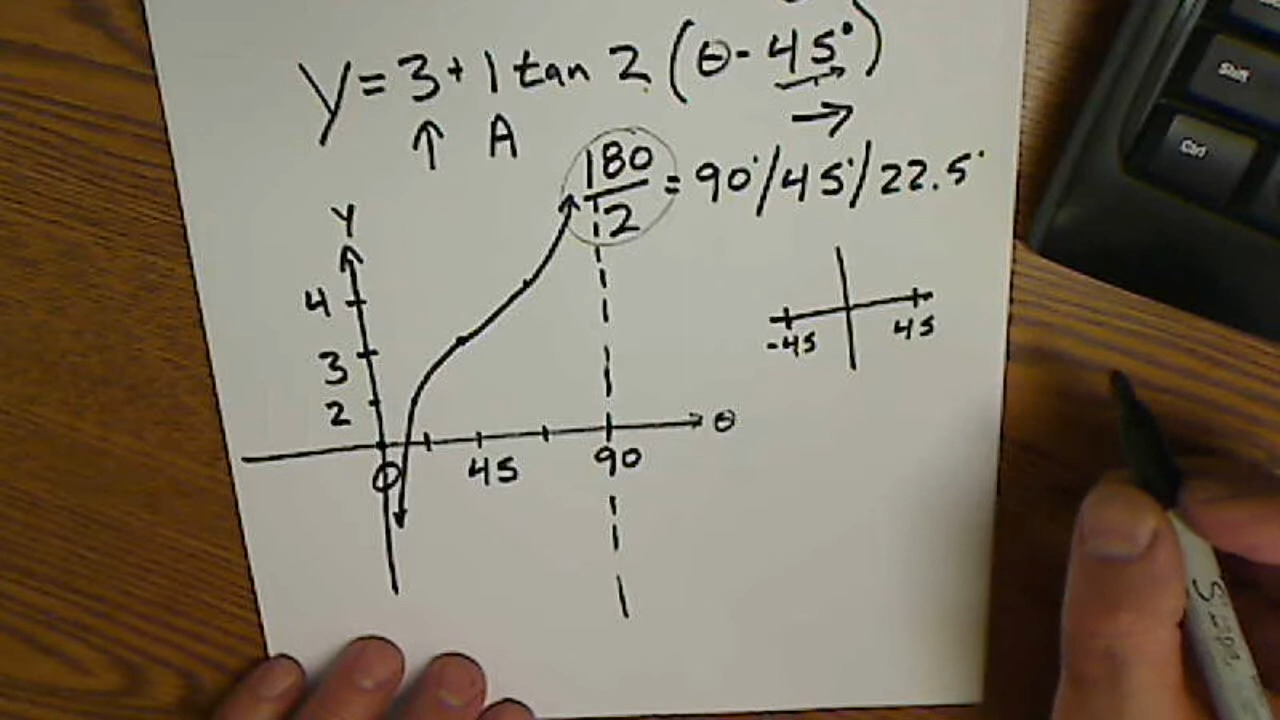 y = 3 + 1 tan 2 (θ - 45°)
→
↑ A
180/2 = 90°/45°/22.5°
Y
4
3
2
-45 45
θ
0 45 90
Shift
Ctrl